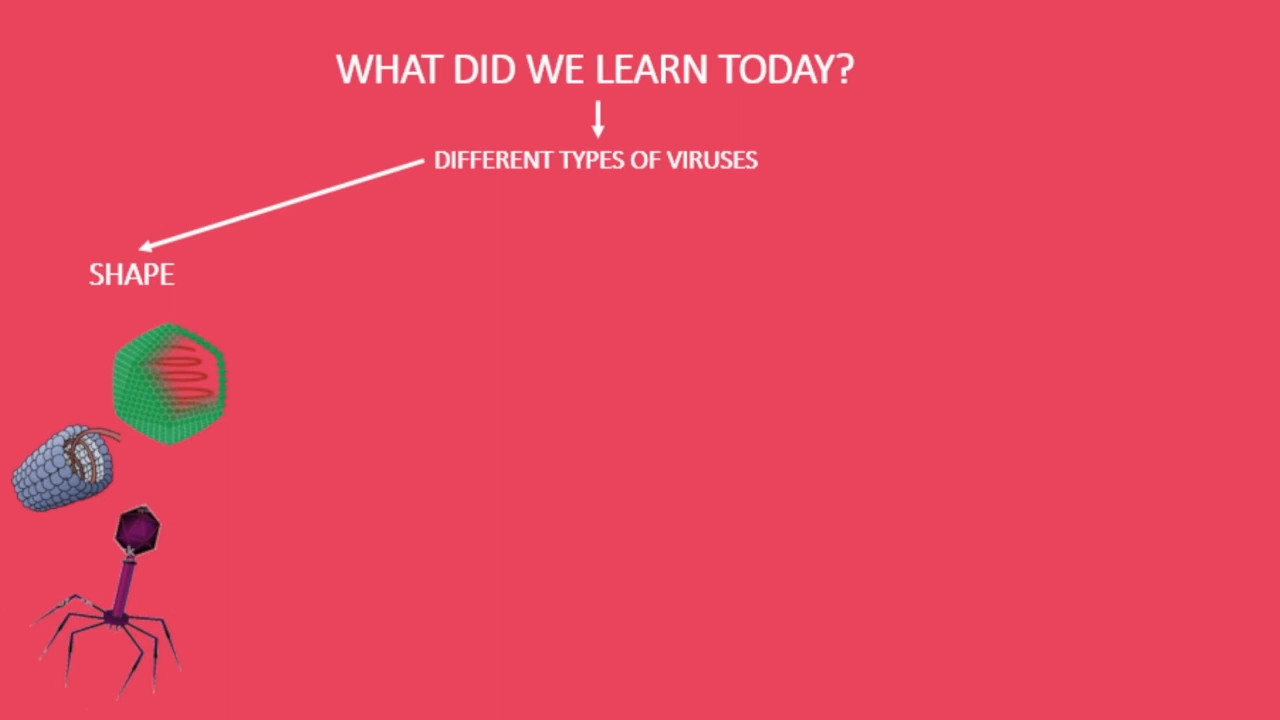 WHAT DID WE LEARN TODAY?
DIFFERENT TYPES OF VIRUSES
SHAPE